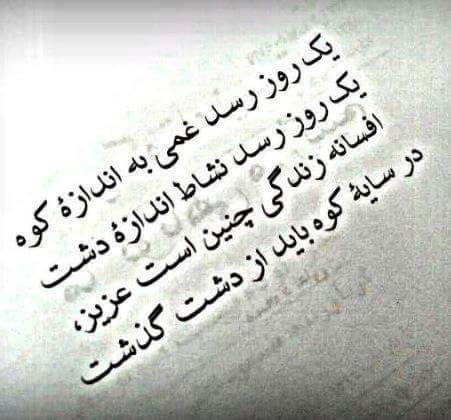 یک روز رسد غمی به اندازهٔ کوه
یک روز رسد نشاط اندازهٔ دشت
افسانه زندگی چنین است عزیز،
در سایهٔ کوه باید از دشت گذشت